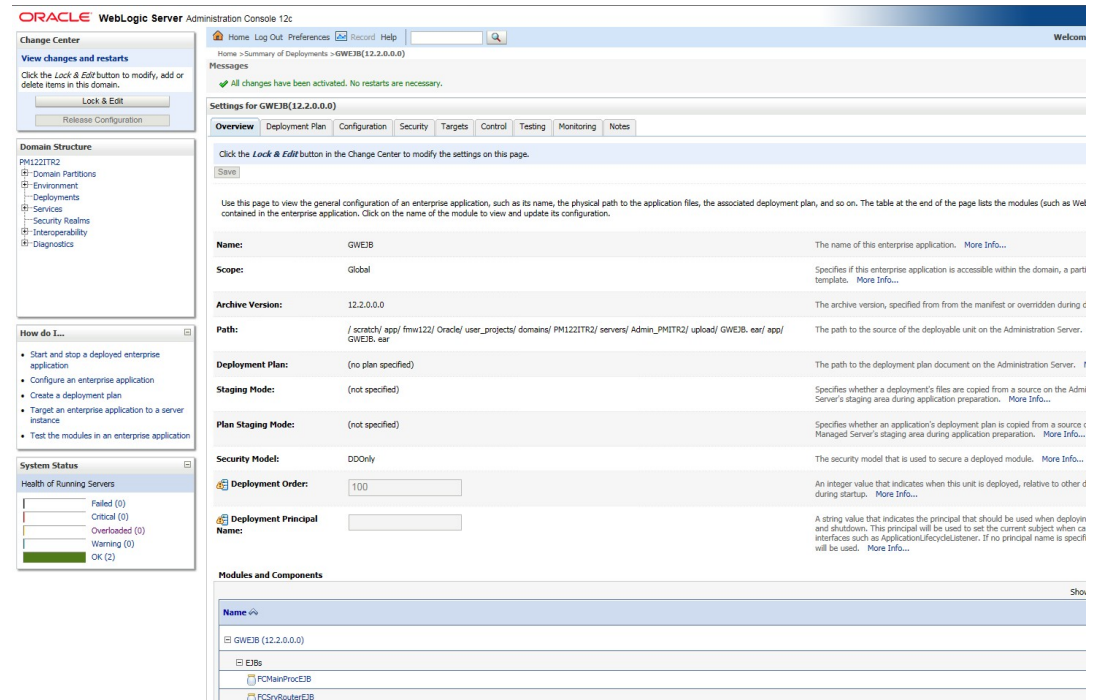 ORACLE WebLogic Server Administration Console 12c
Change Center
View changes and restarts
Click the Lock & Edit button to modify, add or
delete items in this domain.
Lock & Edit
Release Configuration
Domain Structure
PM122ITR2
Domain Partitions
Environment
Deployments
Services
Security Realms
Interoperability
Diagnostics
How do I...
Start and stop a deployed enterprise
application
Configure an enterprise application
Create a deployment plan
Target an enterprise application to a server
instance
Test the modules in an enterprise application
System Status
Health of Running Servers
Failed (0)
Critical (0)
Overloaded (0)
Warning (0)
OK (2)
Home Log Out Preferences Record Help
Welcom
Home >Summary of Deployments >GWEJB(12.2.0.0.0)
Messages
All changes have been activated. No restarts are necessary.
Settings for GWEJB(12.2.0.0.0)
Overview Deployment Plan Configuration Security Targets Control Testing Monitoring Notes
Click the Lock & Edit button in the Change Center to modify the settings on this page.
Save
Use this page to view the general configuration of an enterprise application, such as its name, the physical path to the application files, the associated deployment plan, and so on. The table at the end of the page lists the modules (such as Web
contained in the enterprise application. Click on the name of the module to view and update its configuration.
Name: GWEJB The name of this enterprise application. More Info...
Scope: Global Specifies if this enterprise application is accessible within the domain, a parti
template. More Info...
Archive Version: 12.2.0.0.0 The archive version, specified from from the manifest or overridden during d
Path: / scratch/ app/ fmw122/ Oracle/ user_projects/ domains/ PM122ITR2/ servers/ Admin_PMITR2/ upload/ GWEJB. ear/ app/ The path to the source of the deployable unit on the Administration Server.
GWEJB. ear
Deployment Plan: (no plan specified) The path to the deployment plan document on the Administration Server.
Staging Mode: (not specified) Specifies whether a deployment's files are copied from a source on the Admi
Server's staging area during application preparation. More Info...
Plan Staging Mode: (not specified) Specifies whether an application's deployment plan is copied from a source o
Managed Server's staging area during application preparation. More Info...
Security Model: DDOnly The security model that is used to secure a deployed module. More Info...
Deployment Order: 100 An integer value that indicates when this unit is deployed, relative to other d
during startup. More Info...
Deployment Principal A string value that indicates the principal that should be used when deployin
Name: and shutdown. This principal will be used to set the current subject when ca
interfaces such as ApplicationLifecycleListener. If no principal name is specifi
will be used. More Info...
Modules and Components
Show
Name
GWEJB (12.2.0.0.0)
EJBs
FCMainProcEJB
FCSrvRouterEJB